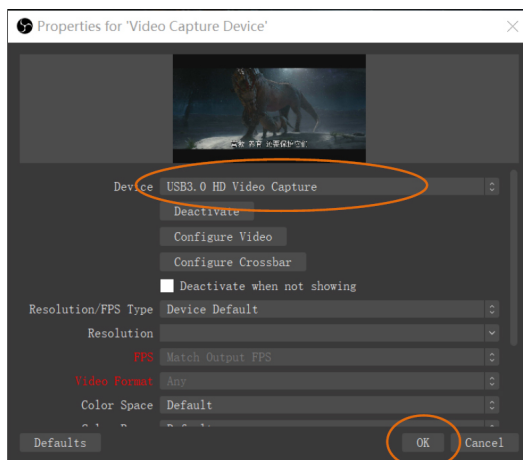 Properties for 'Video Capture Device'
Device USB3.0 HD Video Capture
Deactivate
Configure Video
Configure Crossbar
Deactivate when not showing
Resolution/FPS Type Device Default
Resolution
FPS Match Output FPS
Video Format Any
Color Space Default
Defaults OK Cancel